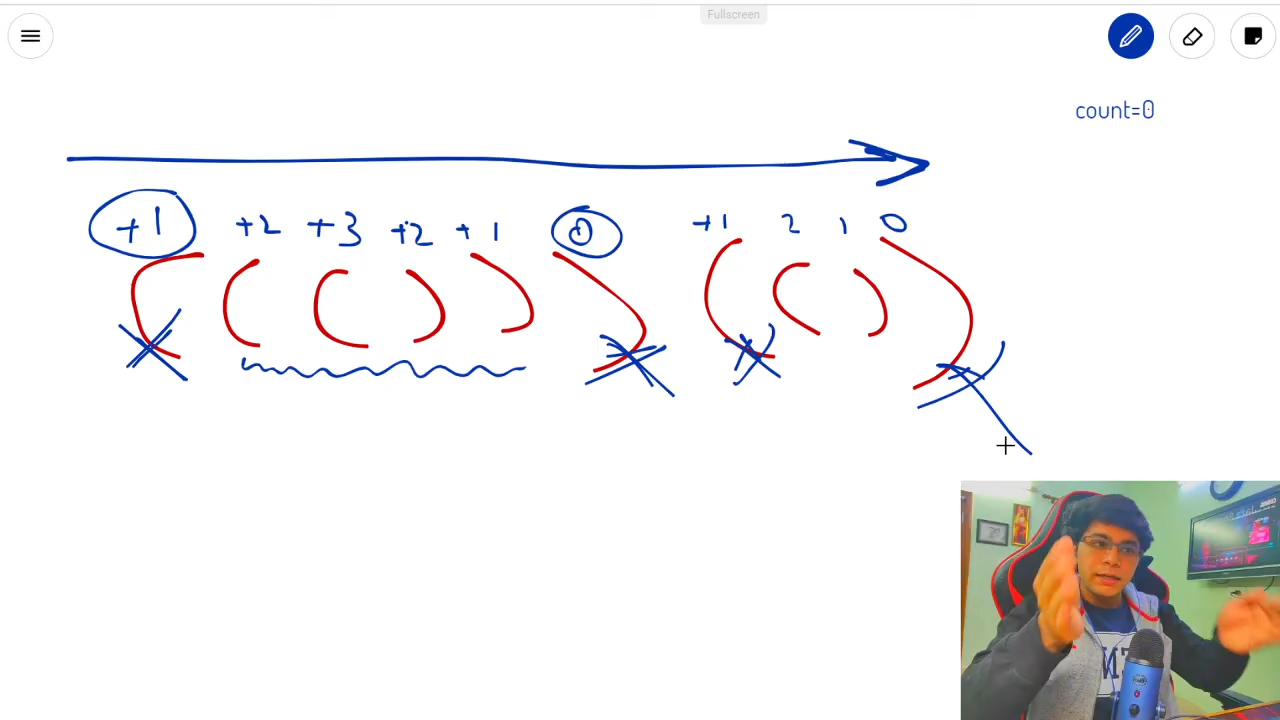 Fullscreen
count=0
+1 +2 +3 +2 +1 0 +1 2 1 0
( ( ( ) ) ) ( ( ) )